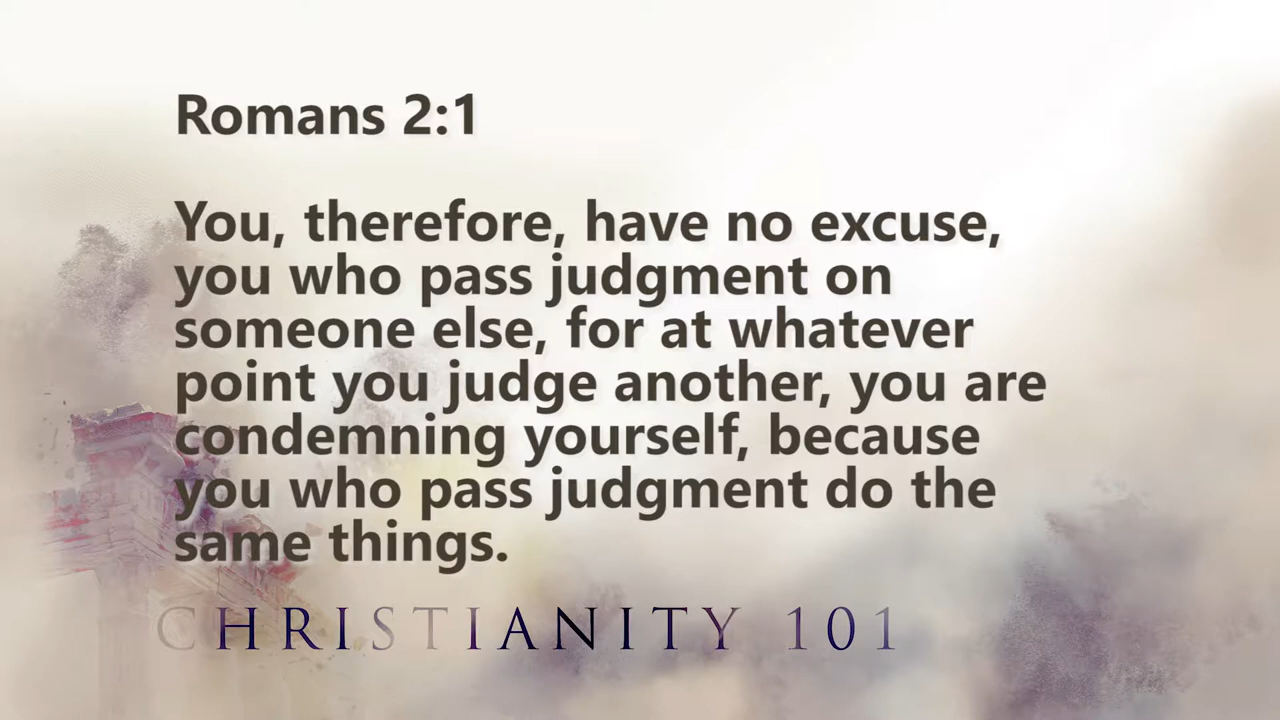 Romans 2:1
You, therefore, have no excuse,
you who pass judgment on
someone else, for at whatever
point you judge another, you are
condemning yourself, because
you who pass judgment do the
same things.
CHRISTIANITY 101